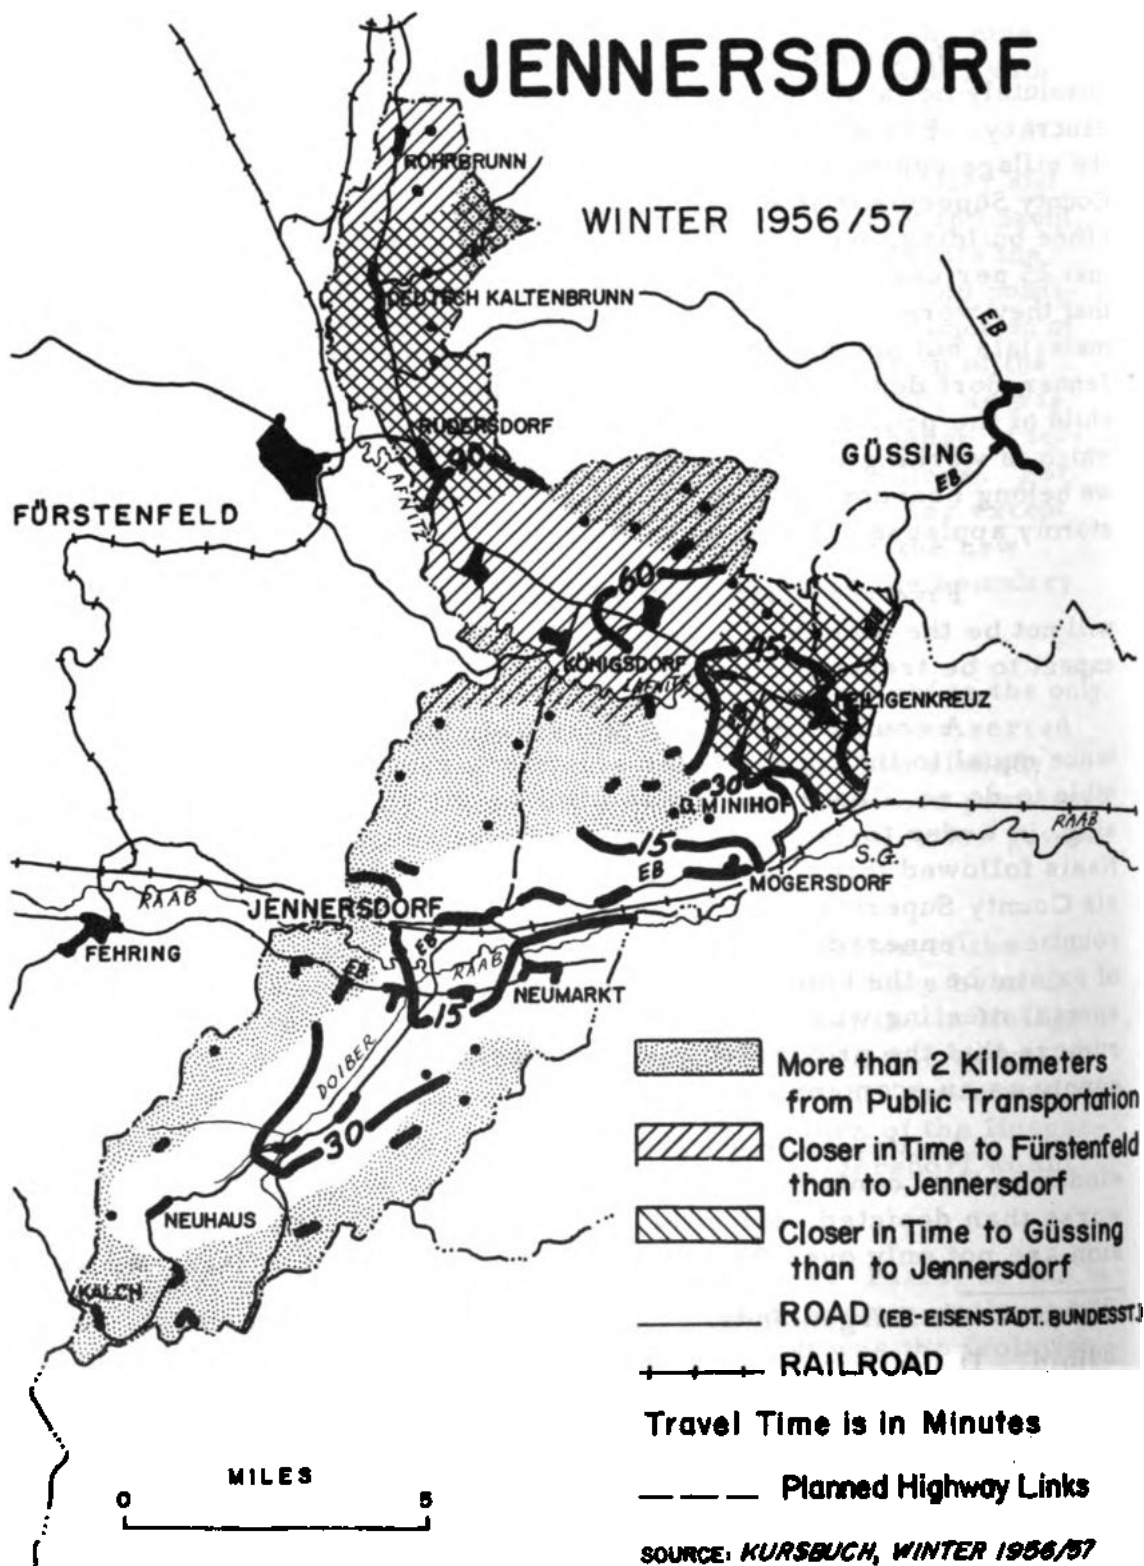 JENNERSDORF
WINTER 1956/57
ROHRBRUNN
DEUTSCH KALTENBRUNN
EB
RUDERSDORF
90
GÜSSING
EB
SLAFNITZ
FÜRSTENFELD
60
KÖNIGSDORF
45
LAFNITZ
HEILIGENKREUZ
EB
30
D. MINIHOF
15
EB
RAAB
S.G.
MOGERSDORF
RAAB
JENNERSDORF
FEHRING
EB
EB
RAAB
NEUMARKT
15
DOIBER
30
NEUHAUS
KALCH
More than 2 Kilometers
from Public Transportation
Closer in Time to Fürstenfeld
than to Jennersdorf
Closer in Time to Güssing
than to Jennersdorf
ROAD (EB-EISENSTÄDT. BUNDESST.)
RAILROAD
Travel Time is in Minutes
Planned Highway Links
MILES
0 5
SOURCE: KURSBUCH, WINTER 1956/57